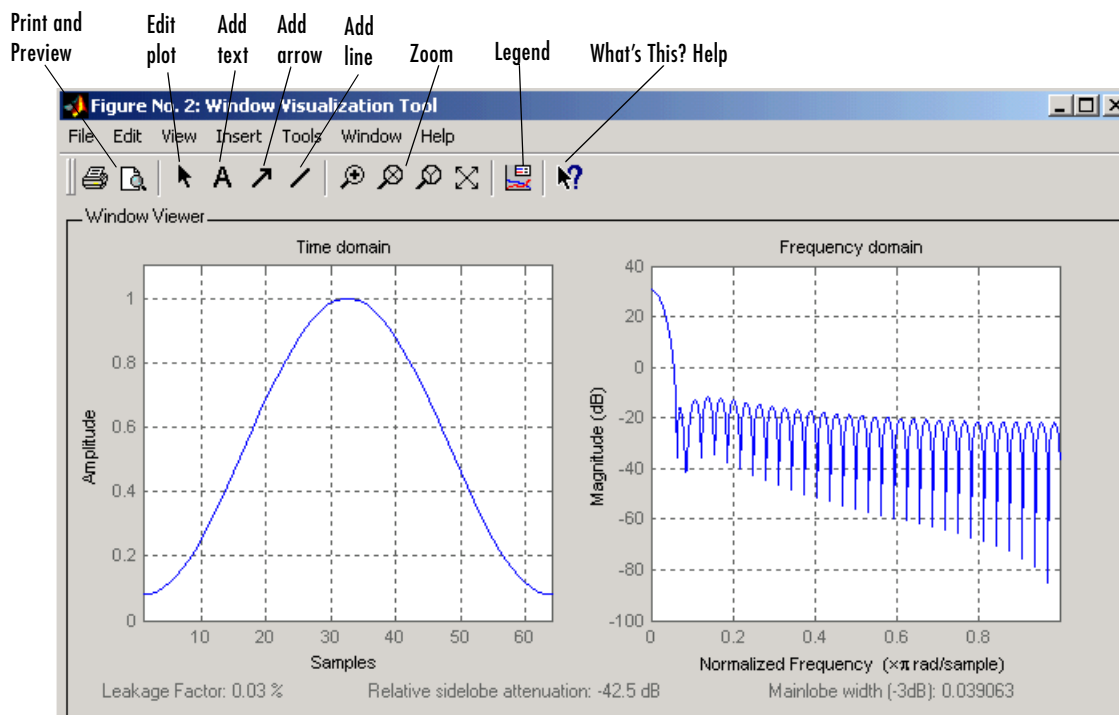 Print and Preview
Edit plot
Add text
Add arrow
Add line
Zoom
Legend
What's This? Help
Figure No. 2: Window Visualization Tool
File Edit View Insert Tools Window Help
A
Window Viewer
Time domain
1
0.8
0.6
0.4
0.2
0
Amplitude
10 20 30 40 50 60
Samples
Frequency domain
40
20
0
-20
-40
-60
-80
-100
Magnitude (dB)
0 0.2 0.4 0.6 0.8
Normalized Frequency (×π rad/sample)
Leakage Factor: 0.03 %
Relative sidelobe attenuation: -42.5 dB
Mainlobe width (-3dB): 0.039063